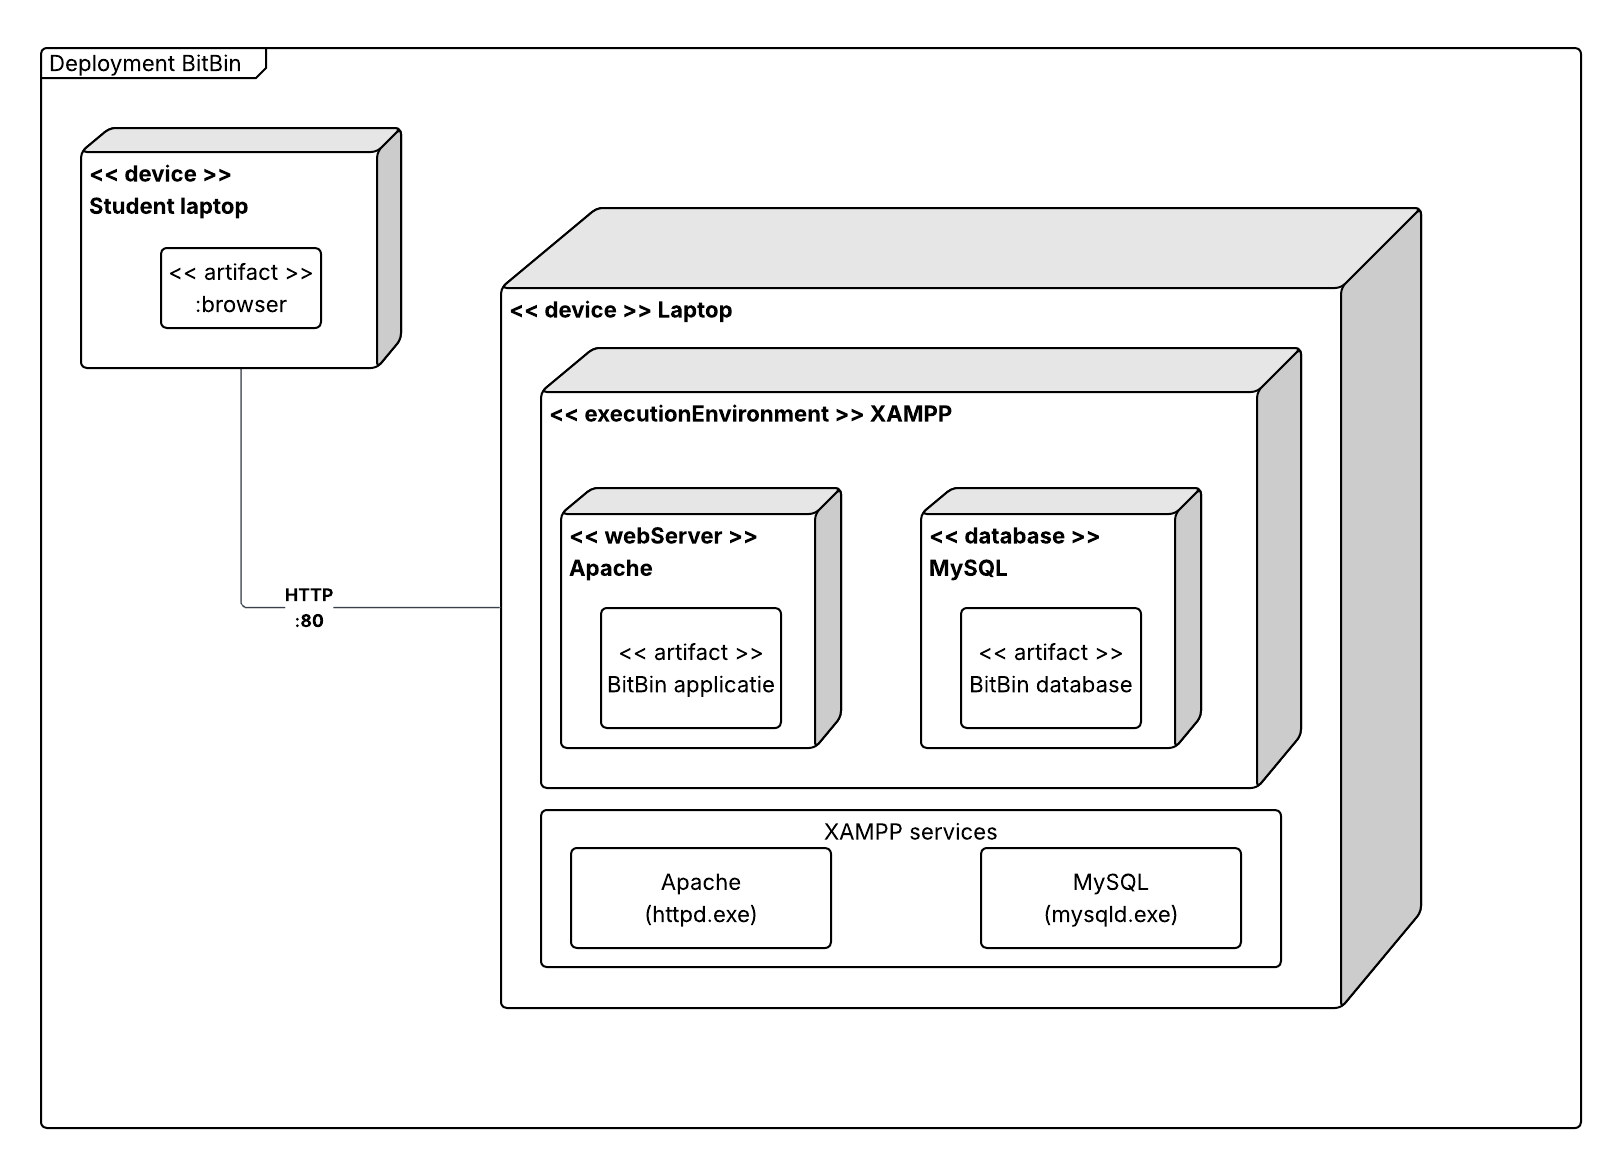 Deployment BitBin
<< device >>
Student laptop
<< artifact >>
:browser
HTTP
:80
<< device >> Laptop
<< executionEnvironment >> XAMPP
<< webServer >>
Apache
<< artifact >>
BitBin applicatie
<< database >>
MySQL
<< artifact >>
BitBin database
XAMPP services
Apache
(httpd.exe)
MySQL
(mysqld.exe)